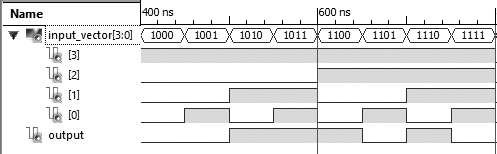 Name 400 ns 600 ns
input_vector[3:0] 1000 1001 1010 1011 1100 1101 1110 1111
[3]
[2]
[1]
[0]
output